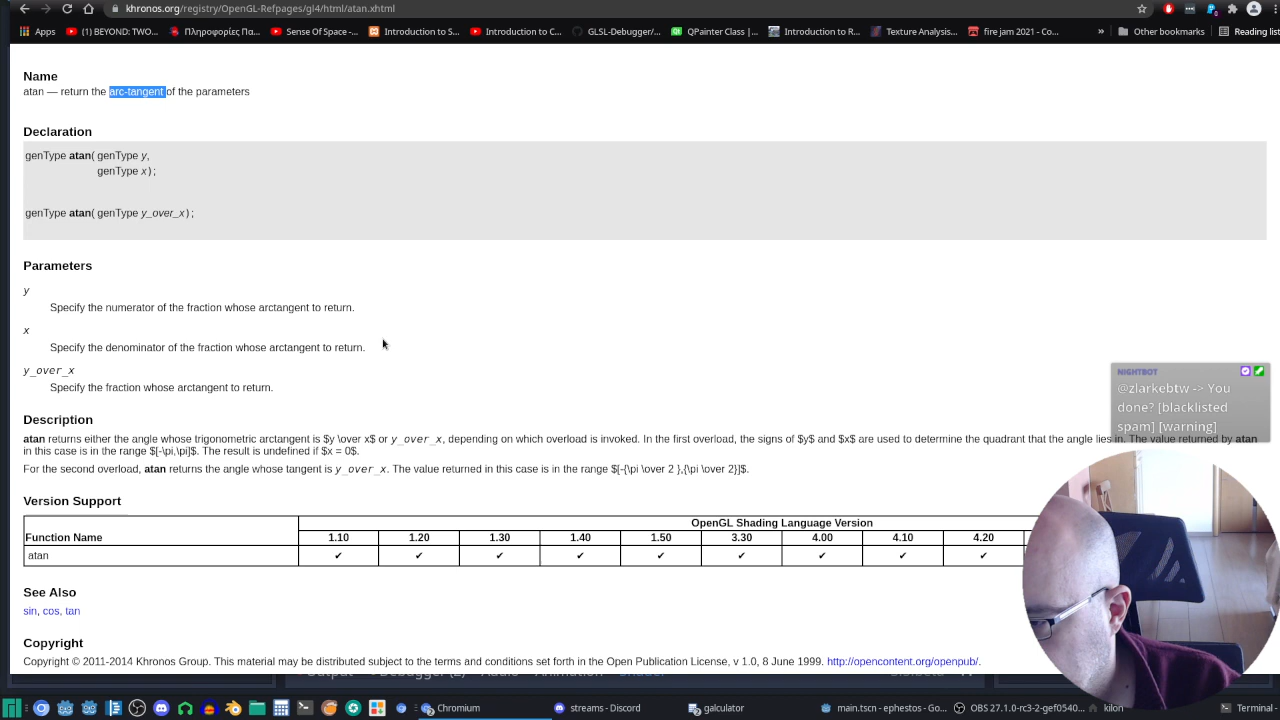 khronos.org/registry/OpenGL-Refpages/gl4/html/atan.xhtml
Apps (1) BEYOND: TWO... Πληροφορίες Πα... Sense Of Space -... Introduction to S... Introduction to C... GLSL-Debugger/... QPainter Class |... Introduction to R... Texture Analysis... fire jam 2021 - Co... » Other bookmarks Reading list
Name
atan — return the arc-tangent of the parameters
Declaration
genType atan( genType y,
genType x);
genType atan( genType y_over_x);
Parameters
y
Specify the numerator of the fraction whose arctangent to return.
x
Specify the denominator of the fraction whose arctangent to return.
y_over_x
Specify the fraction whose arctangent to return.
NIGHTBOT
@zlarkebtw -> You
done? [blacklisted
spam] [warning]
Description
atan returns either the angle whose trigonometric arctangent is $y \over x$ or y_over_x, depending on which overload is invoked. In the first overload, the signs of $y$ and $x$ are used to determine the quadrant that the angle lies in. The value returned by atan
in this case is in the range $[-\pi,\pi]$. The result is undefined if $x = 0$.
For the second overload, atan returns the angle whose tangent is y_over_x. The value returned in this case is in the range $[-{\pi \over 2 },{\pi \over 2}]$.
Version Support
OpenGL Shading Language Version
Function Name 1.10 1.20 1.30 1.40 1.50 3.30 4.00 4.10 4.20
atan ✔ ✔ ✔ ✔ ✔ ✔ ✔ ✔ ✔
See Also
sin, cos, tan
Copyright
Copyright © 2011-2014 Khronos Group. This material may be distributed subject to the terms and conditions set forth in the Open Publication License, v 1.0, 8 June 1999. http://opencontent.org/openpub/.
Chromium streams - Discord galculator main.tscn - ephestos - Go... OBS 27.1.0-rc3-2-gef0540... kilon Terminal -